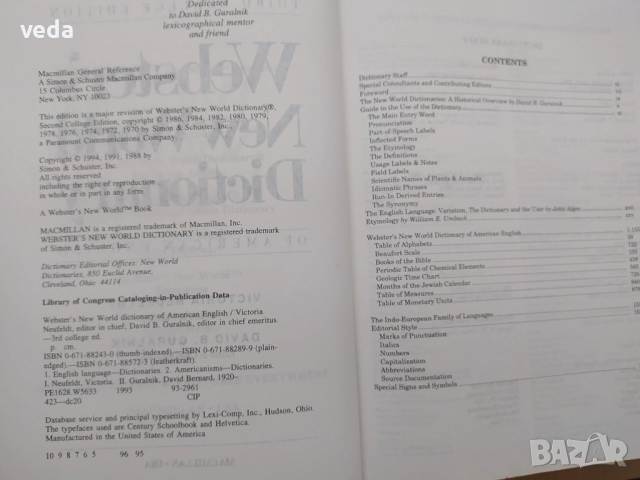 veda
Dedicated
to David B. Guralnik
lexicographical mentor
and friend
Macmillan General Reference
A Simon & Schuster Macmillan Company
15 Columbus Circle
New York, NY 10023
This edition is a major revision of Webster's New World Dictionary®,
Second College Edition, copyright © 1986, 1984, 1982, 1980, 1979,
1978, 1976, 1974, 1972, 1970 by Simon & Schuster, Inc.,
a Paramount Communications Company.
Copyright © 1994, 1991, 1988 by
Simon & Schuster, Inc.
All rights reserved
including the right of reproduction
in whole or in part in any form
A Webster's New World™ Book
MACMILLAN is a registered trademark of Macmillan, Inc.
WEBSTER'S NEW WORLD DICTIONARY is a registered trademark
of Simon & Schuster, Inc.
Dictionary Editorial Offices: New World
Dictionaries, 850 Euclid Avenue,
Cleveland, Ohio 44114
Library of Congress Cataloging-in-Publication Data
Webster's New World dictionary of American English / Victoria
Neufeldt, editor in chief; David B. Guralnik, editor in chief emeritus.
—3rd college ed.
p. cm.
ISBN 0-671-88243-0 (thumb-indexed).—ISBN 0-671-88289-9 (plain-
edged).—ISBN 0-671-88572-3 (leatherkraft).
1. English language—Dictionaries. 2. Americanisms—Dictionaries.
I. Neufeldt, Victoria. II. Guralnik, David Bernard, 1920–
PE1628.W5633 1993 93-2961
423—dc20 CIP
Database service and principal typesetting by Lexi-Comp, Inc., Hudson, Ohio.
The typefaces used are Century Schoolbook and Helvetica.
Manufactured in the United States of America
10 9 8 7 6 5 96 95
CONTENTS
Dictionary Staff
Special Consultants and Contributing Editors
Foreword
The New World Dictionaries: A Historical Overview by David B. Guralnik
Guide to the Use of the Dictionary
The Main Entry Word
Pronunciation
Part of Speech Labels
Inflected Forms
The Etymology
The Definitions
Usage Labels & Notes
Field Labels
Scientific Names of Plants & Animals
Idiomatic Phrases
Run-In Derived Entries
The Synonymy
The English Language: Variation, The Dictionary and the User by John Algeo
Etymology by William E. Umbach
Webster's New World Dictionary of American English
Table of Alphabets
Beaufort Scale
Books of the Bible
Periodic Table of Chemical Elements
Geologic Time Chart
Months of the Jewish Calendar
Table of Measures
Table of Monetary Units
The Indo-European Family of Languages
Editorial Style
Marks of Punctuation
Italics
Numbers
Capitalization
Abbreviations
Source Documentation
Special Signs and Symbols
BAZAR
bg